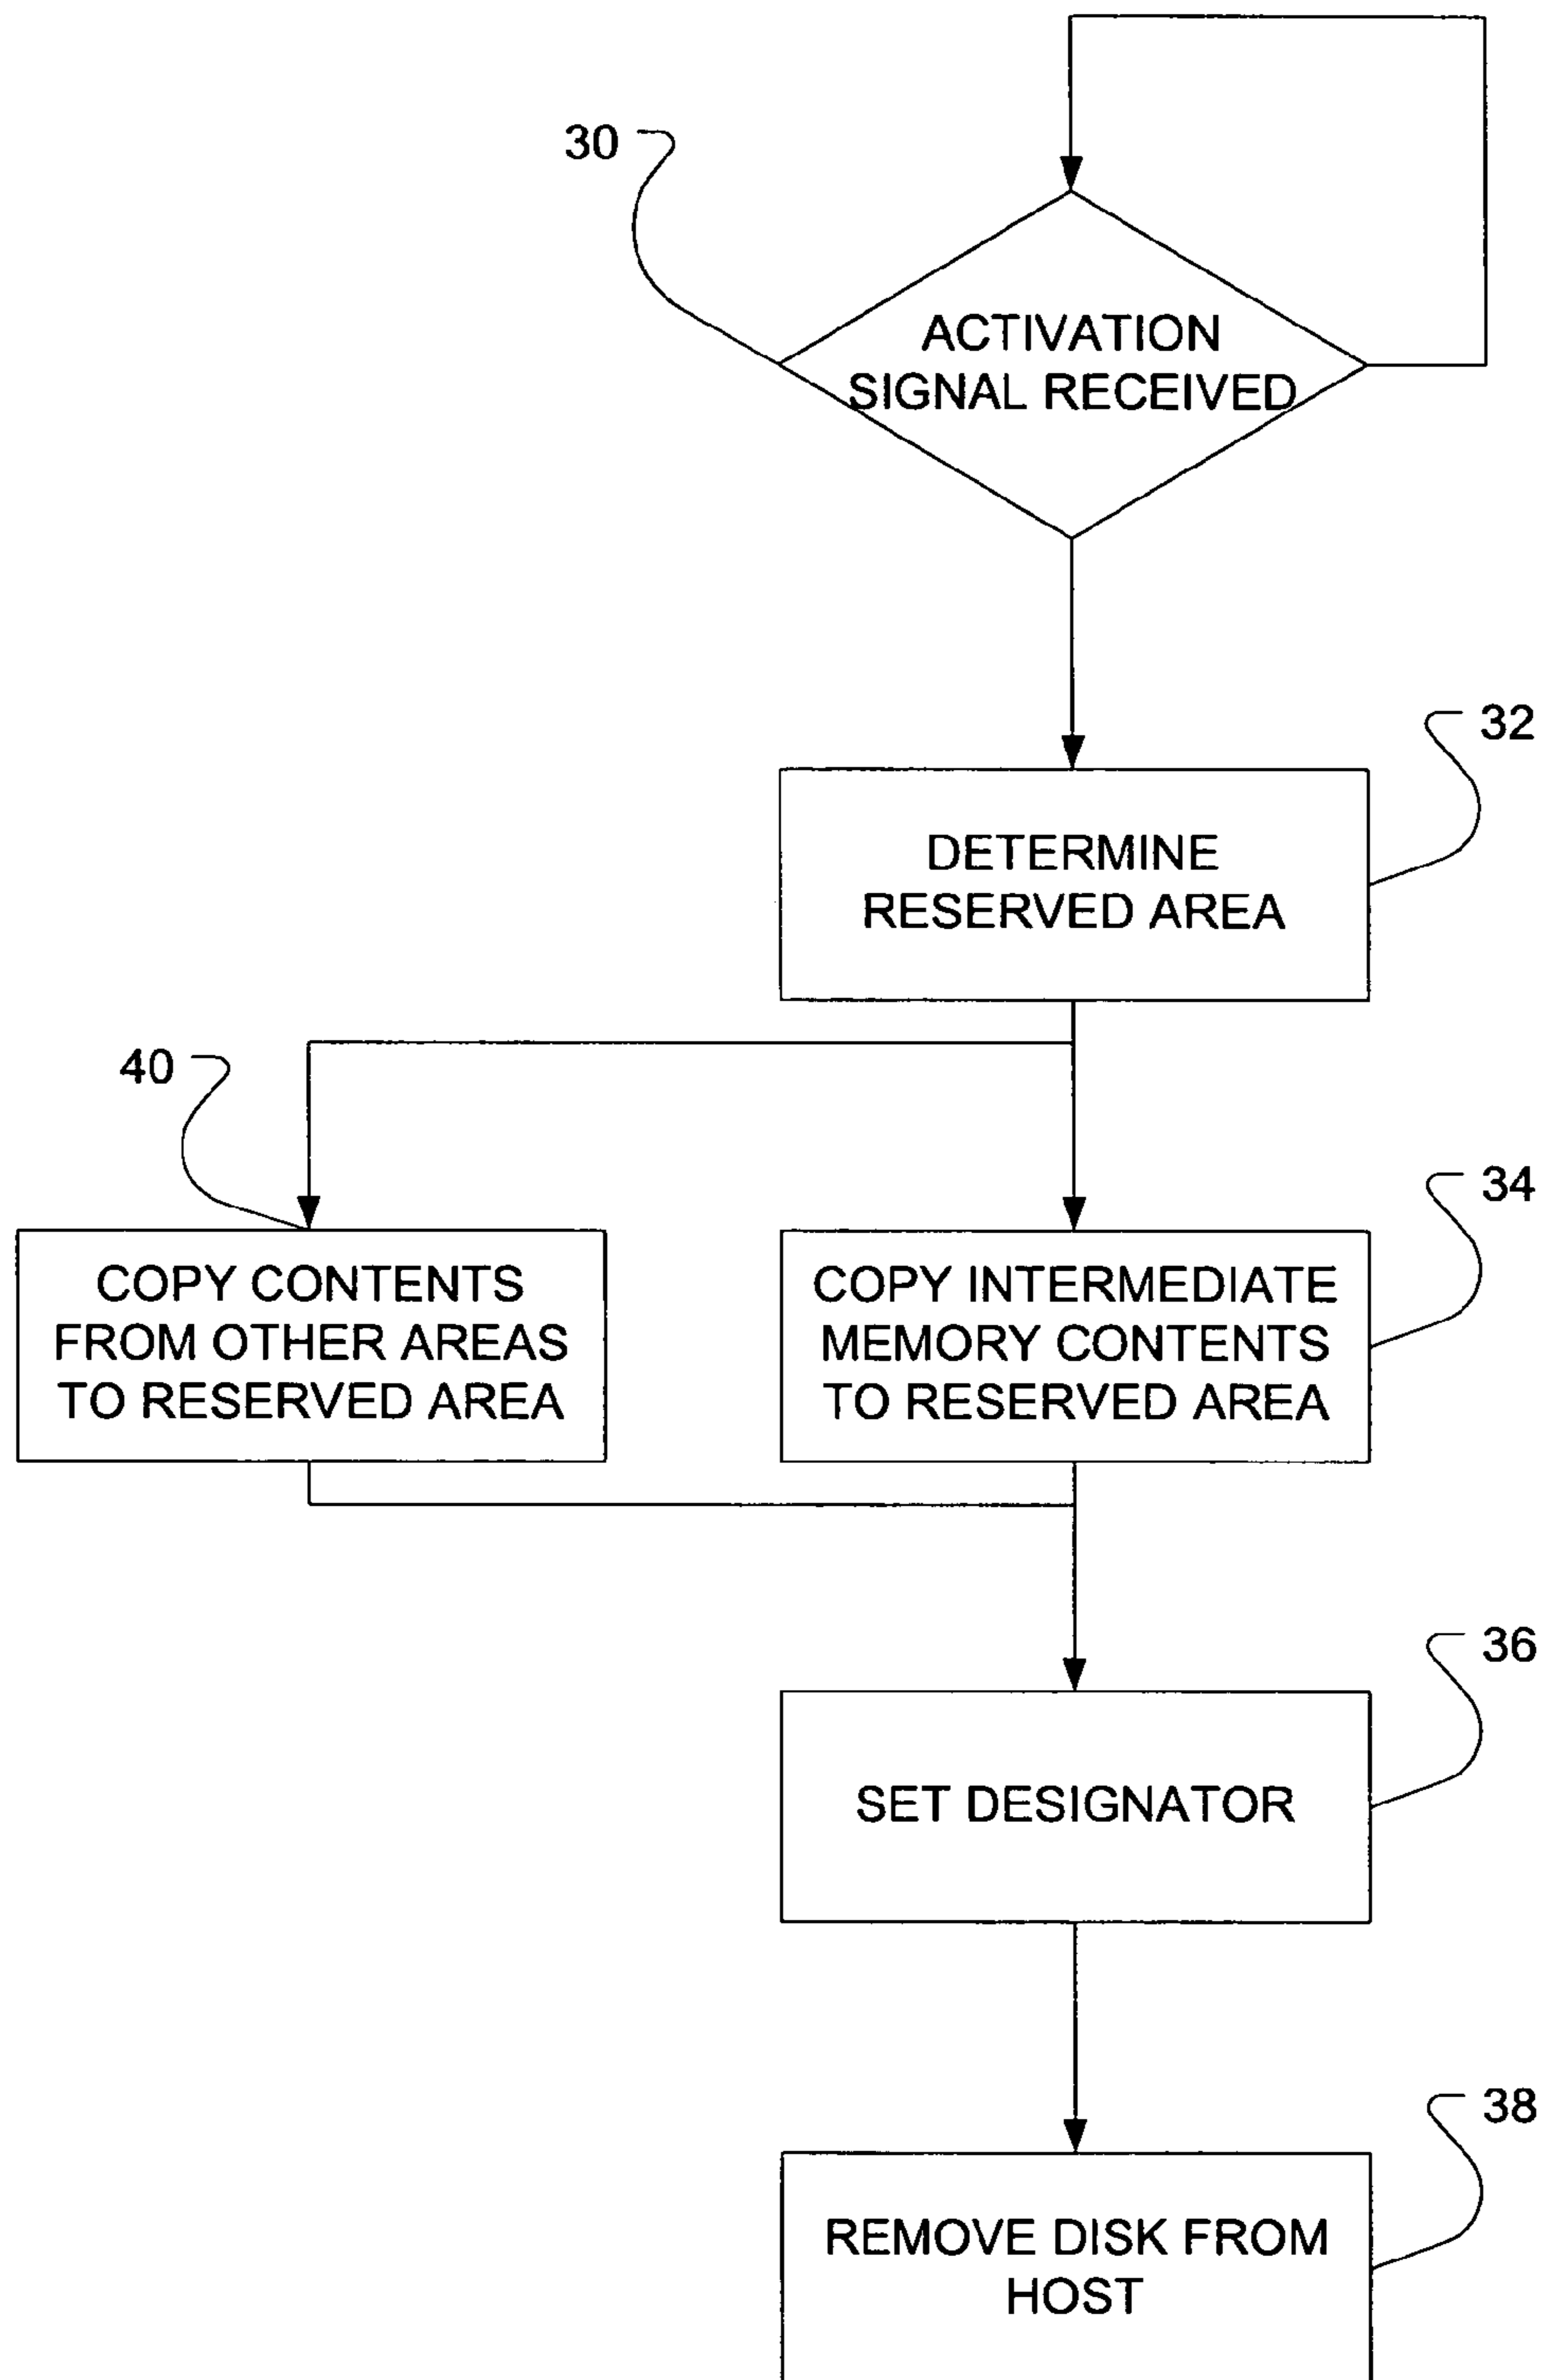 30
ACTIVATION
SIGNAL RECEIVED
32
DETERMINE
RESERVED AREA
40
COPY CONTENTS
FROM OTHER AREAS
TO RESERVED AREA
34
COPY INTERMEDIATE
MEMORY CONTENTS
TO RESERVED AREA
36
SET DESIGNATOR
38
REMOVE DISK FROM
HOST